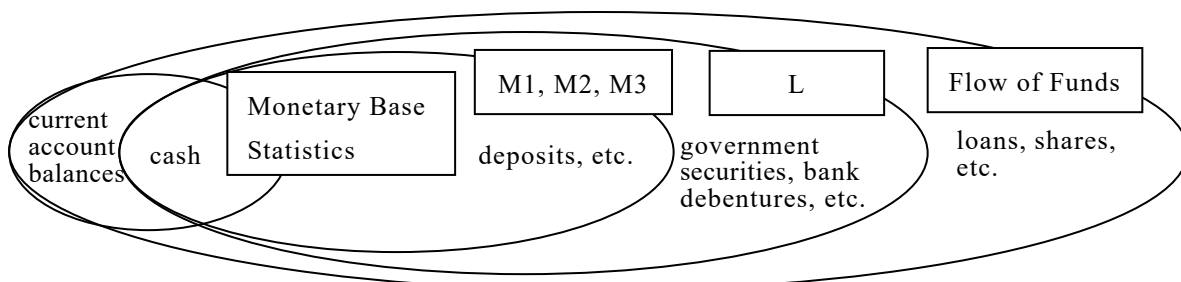 current
account
balances
cash
Monetary Base
Statistics
M1, M2, M3
deposits, etc.
L
government
securities, bank
debentures, etc.
Flow of Funds
loans, shares,
etc.